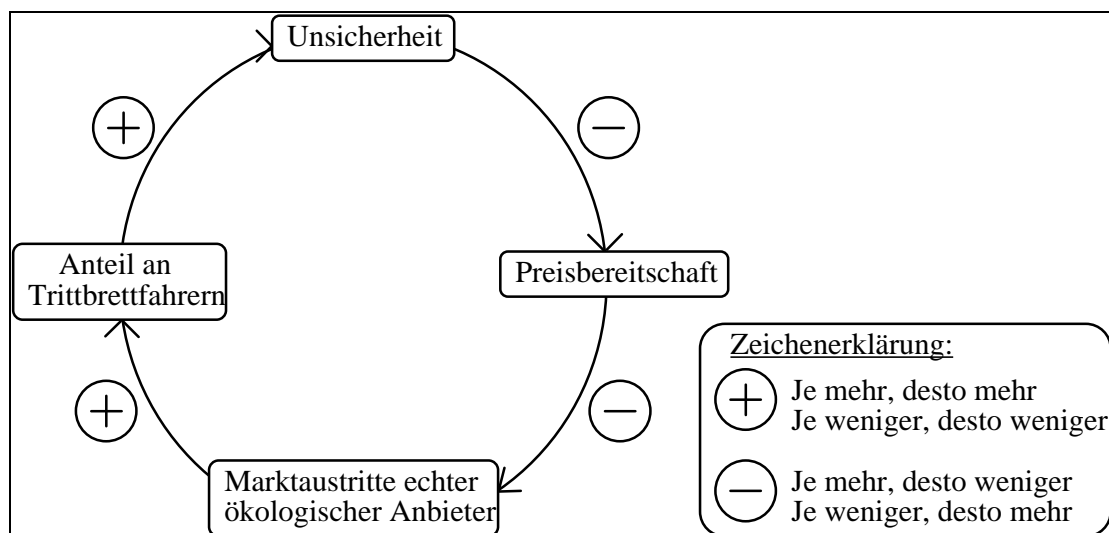 Unsicherheit
+
−
Anteil an
Trittbrettfahrern
Preisbereitschaft
+
−
Marktaustritte echter
ökologischer Anbieter
Zeichenerklärung:
+ Je mehr, desto mehr
Je weniger, desto weniger
− Je mehr, desto weniger
Je weniger, desto mehr